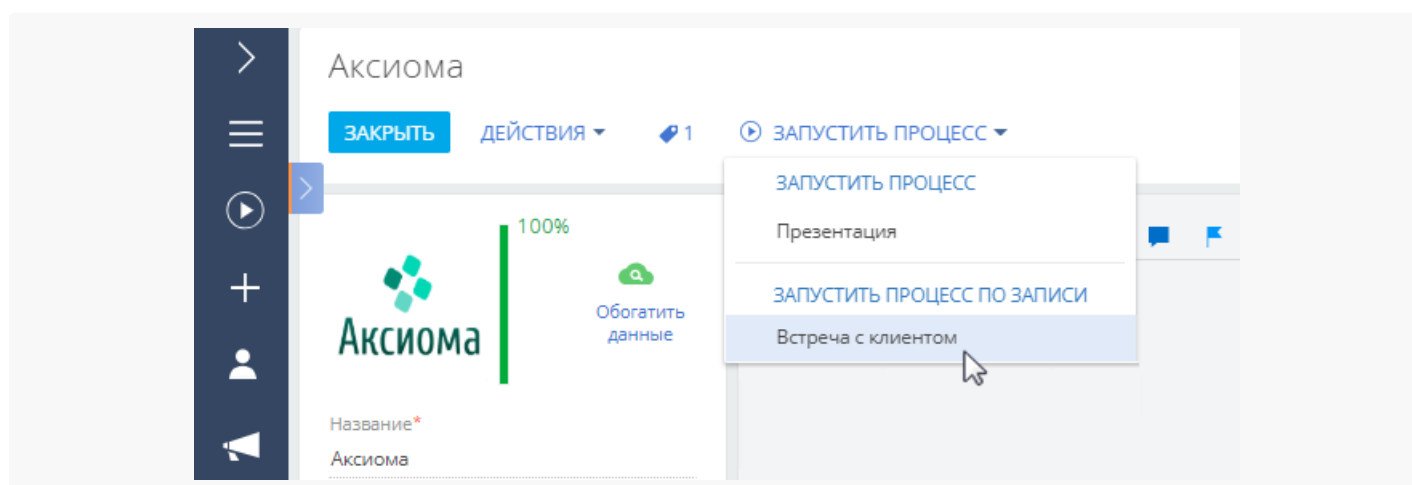 Аксиома
ЗАКРЫТЬ ДЕЙСТВИЯ 1 ЗАПУСТИТЬ ПРОЦЕСС
ЗАПУСТИТЬ ПРОЦЕСС
Презентация
ЗАПУСТИТЬ ПРОЦЕСС ПО ЗАПИСИ
Встреча с клиентом
100%
Аксиома
Обогатить
данные
Название*
Аксиома